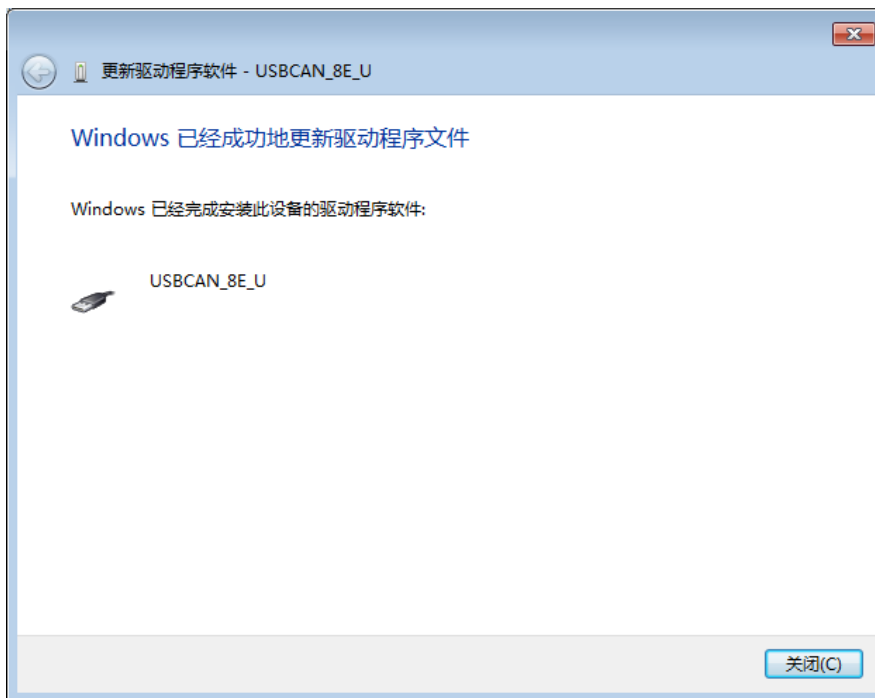 更新驱动程序软件 - USBCAN_8E_U
Windows 已经成功地更新驱动程序文件
Windows 已经完成安装此设备的驱动程序软件:
USBCAN_8E_U
关闭(C)